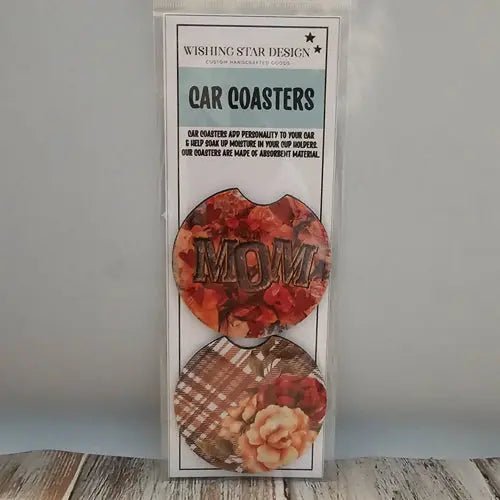 WISHING STAR DESIGN
CUSTOM HANDCRAFTED GOODS
CAR COASTERS
CAR COASTERS ADD PERSONALITY TO YOUR CAR
& HELP SOAK UP MOISTURE IN YOUR CUP HOLDERS.
OUR COASTERS ARE MADE OF ABSORBENT MATERIAL.
MOM